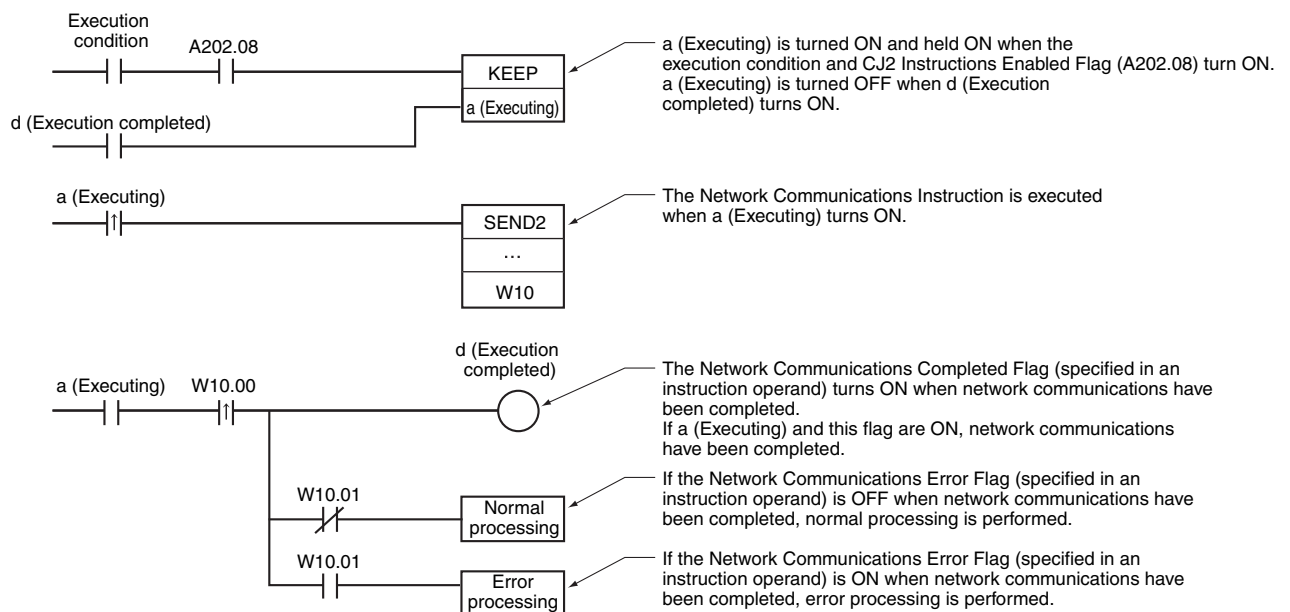 Execution
condition
A202.08
KEEP
a (Executing)
d (Execution completed)
a (Executing) is turned ON and held ON when the
execution condition and CJ2 Instructions Enabled Flag (A202.08) turn ON.
a (Executing) is turned OFF when d (Execution
completed) turns ON.
a (Executing)
↑
SEND2
...
W10
The Network Communications Instruction is executed
when a (Executing) turns ON.
a (Executing)
W10.00
↑
d (Execution
completed)
The Network Communications Completed Flag (specified in an
instruction operand) turns ON when network communications have
been completed.
If a (Executing) and this flag are ON, network communications
have been completed.
W10.01
Normal
processing
If the Network Communications Error Flag (specified in an
instruction operand) is OFF when network communications have
been completed, normal processing is performed.
W10.01
Error
processing
If the Network Communications Error Flag (specified in an
instruction operand) is ON when network communications have
been completed, error processing is performed.